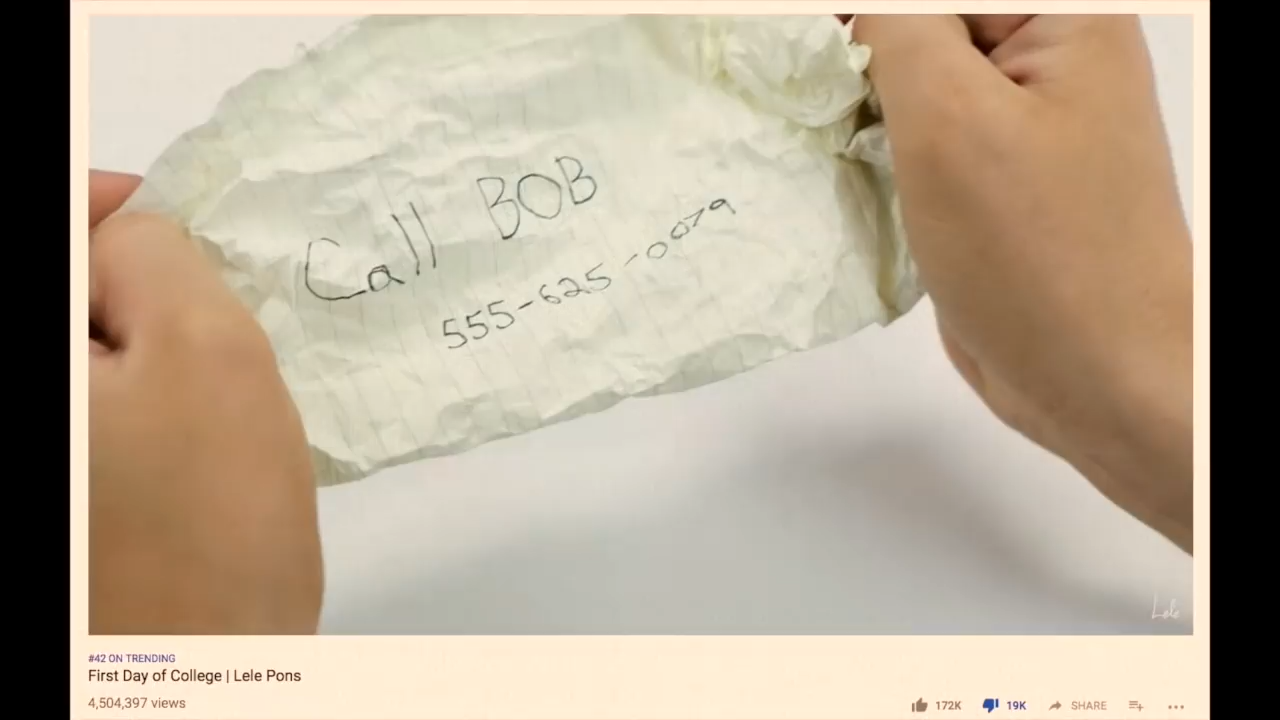 Call BOB
555-625-0079
Lele
#42 ON TRENDING
First Day of College | Lele Pons
4,504,397 views
172K
19K
SHARE